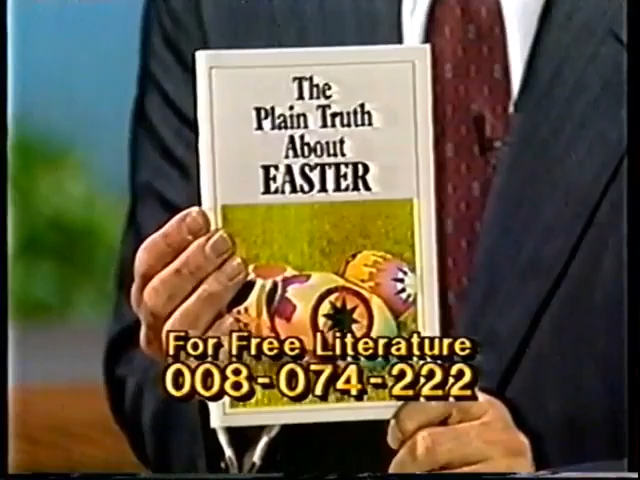 The
Plain Truth
About
EASTER
For Free Literature
008-074-222